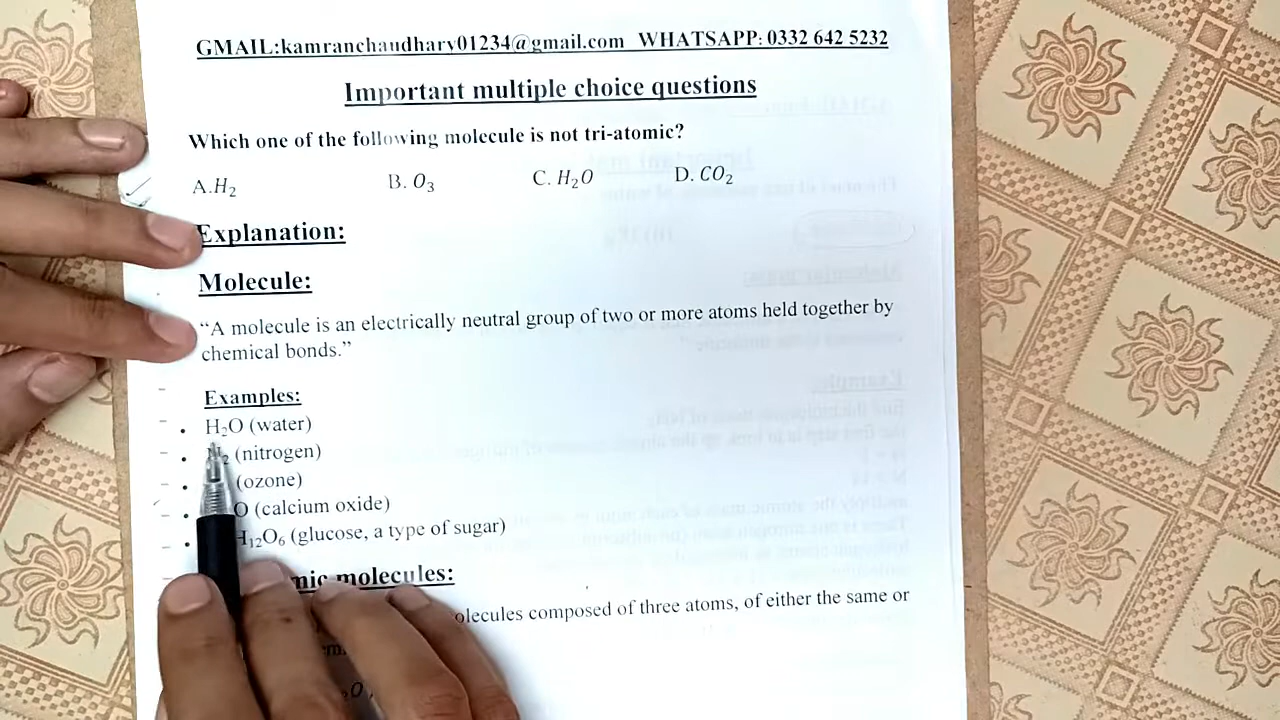 GMAIL:kamranchaudhary01234@gmail.com WHATSAPP: 0332 642 5232
Important multiple choice questions
Which one of the following molecule is not tri-atomic?
A.H₂ B. O₃ C. H₂O D. CO₂
Explanation:
Molecule:
“A molecule is an electrically neutral group of two or more atoms held together by
chemical bonds.”
Examples:
• H₂O (water)
• N₂ (nitrogen)
• (ozone)
• O (calcium oxide)
• H₁₂O₆ (glucose, a type of sugar)
molecules:
olecules composed of three atoms, of either the same or